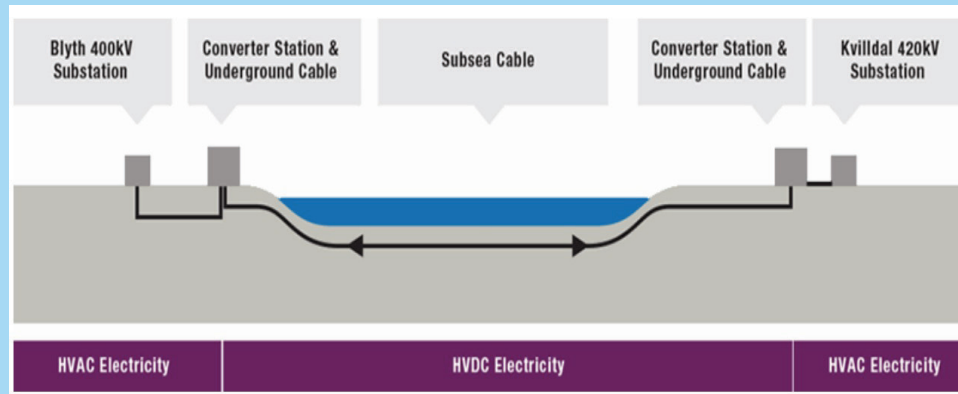 Blyth 400kV
Substation
Converter Station &
Underground Cable
Subsea Cable
Converter Station &
Underground Cable
Kvilldal 420kV
Substation
HVAC Electricity
HVDC Electricity
HVAC Electricity